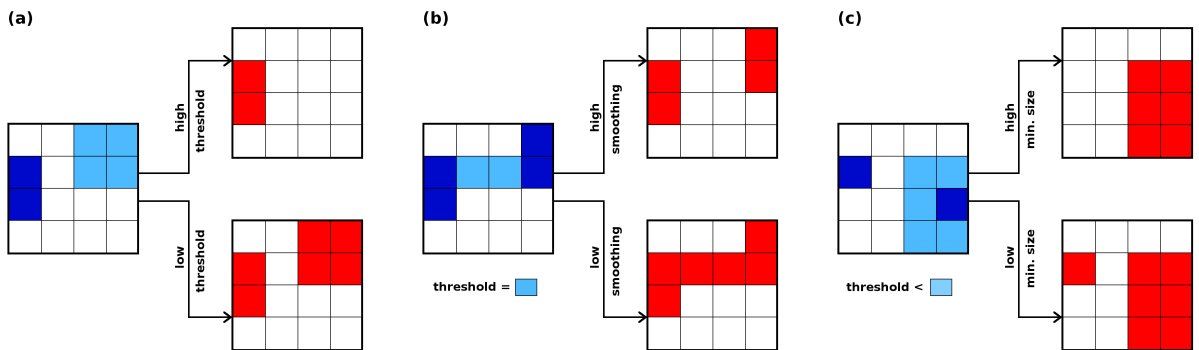 (a)
high
threshold
low
threshold
(b)
high
smoothing
low
smoothing
threshold =
(c)
high
min. size
low
min. size
threshold <